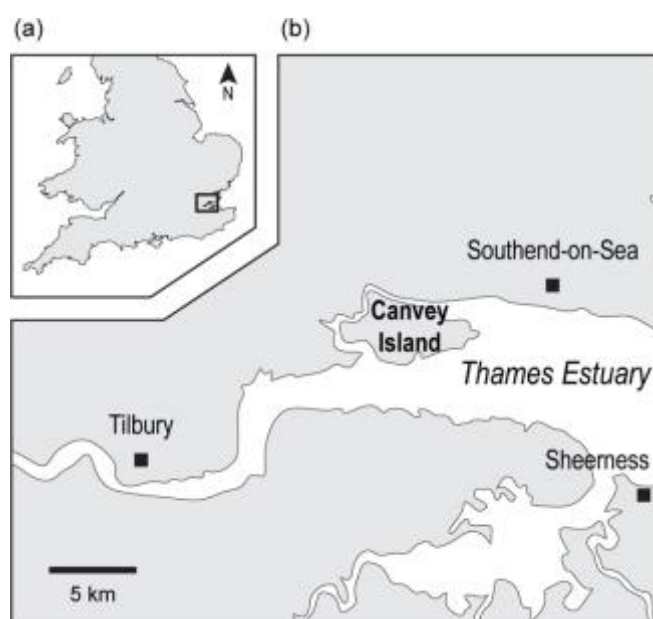 (a)
(b)
N
Southend-on-Sea
Canvey
Island
Thames Estuary
Tilbury
Sheerness
5 km